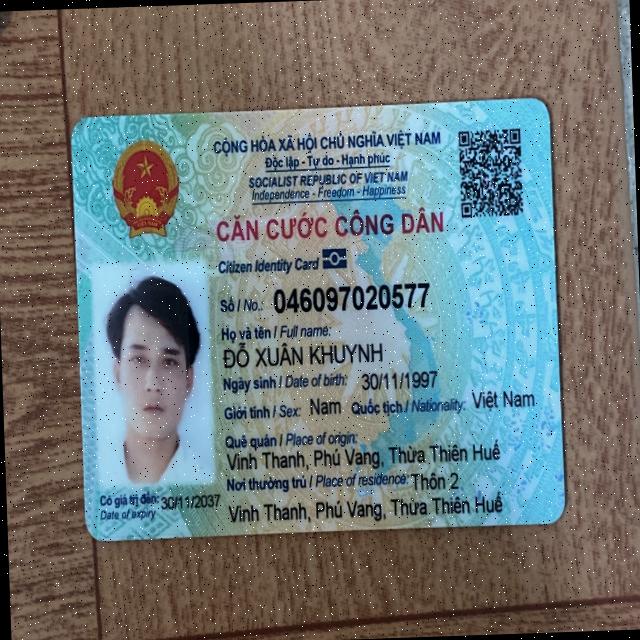 CỘNG HÒA XÃ HỘI CHỦ NGHĨA VIỆT NAM
Độc lập - Tự do - Hạnh phúc
SOCIALIST REPUBLIC OF VIET NAM
Independence - Freedom - Happiness
CĂN CƯỚC CÔNG DÂN
Citizen Identity Card
Số / No.: 046097020577
Họ và tên / Full name:
ĐỖ XUÂN KHUYNH
Ngày sinh / Date of birth: 30/11/1997
Giới tính / Sex: Nam Quốc tịch / Nationality: Việt Nam
Quê quán / Place of origin:
Vinh Thanh, Phú Vang, Thừa Thiên Huế
Nơi thường trú / Place of residence: Thôn 2
Vinh Thanh, Phú Vang, Thừa Thiên Huế
Có giá trị đến: 30/11/2037
Date of expiry